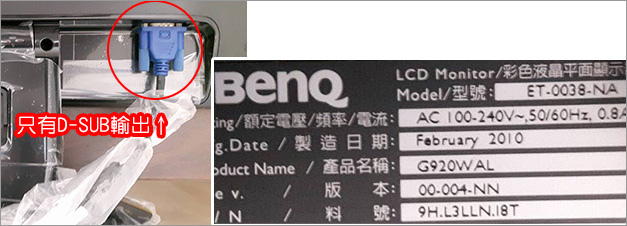 只有D-SUB輸出↑
BenQ
LCD Monitor/彩色液晶平面顯示
Model/型號: ET-0038-NA
ting/額定電壓/頻率/電流: AC 100-240V~,50/60Hz, 0.8A
g.Date / 製造日期: February 2010
oduct Name / 產品名稱: G920WAL
e v. / 版本: 00-004-NN
/ N / 料號: 9H.L3LLN.I8T